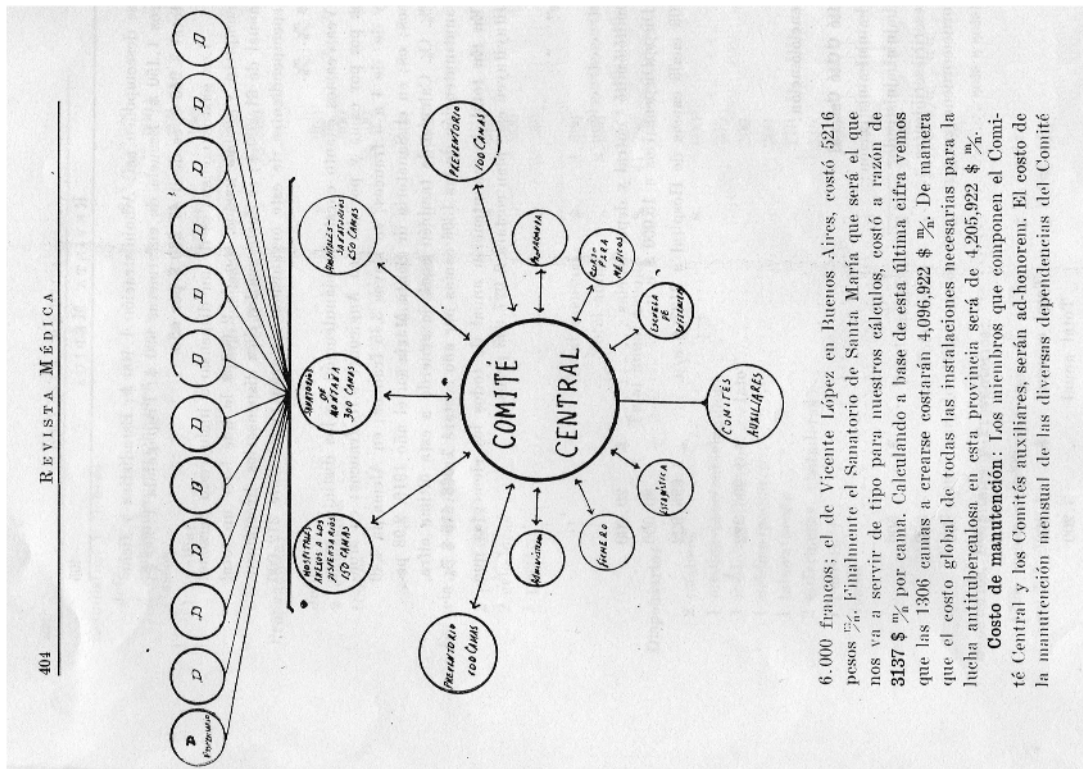 404
REVISTA MÉDICA
D
ISPENSARIOS
D
D
D
D
D
D
D
D
D
D
D
HOSPITALES
ANEXOS A LOS
DISPENSARIOS
150 CAMAS
SANATORIOS
DE
MONTAÑA
300 CAMAS
HOSPITALES-
SANATORIOS
650 CAMAS
PREVENTORIO
100 CAMAS
PREVENTORIO
100 CAMAS
COMITÉ
CENTRAL
ADMINISTRADOR
FICHERO
ESTADÍSTICA
COMITÉS
AUXILIARES
ESCUELA
DE
PARA
MÉDICOS
PROPAGANDA
6.000 francos; el de Vicente López en Buenos Aires, costó 5216
pesos m/n. Finalmente el Sanatorio de Santa María que será el que
nos va a servir de tipo para nuestros cálculos, costó a razón de
3137 $ m/n por cama. Calculando a base de esta última cifra vemos
que las 1306 camas a crearse costarán 4,096,922 $ m/n. De manera
que el costo global de todas las instalaciones necesarias para la
lucha antituberculosa en esta provincia será de 4,205,922 $ m/n.
Costo de manutención: Los miembros que componen el Comi-
té Central y los Comités auxiliares, serán ad-honorem: El costo de
la manutención mensual de las diversas dependencias del Comité